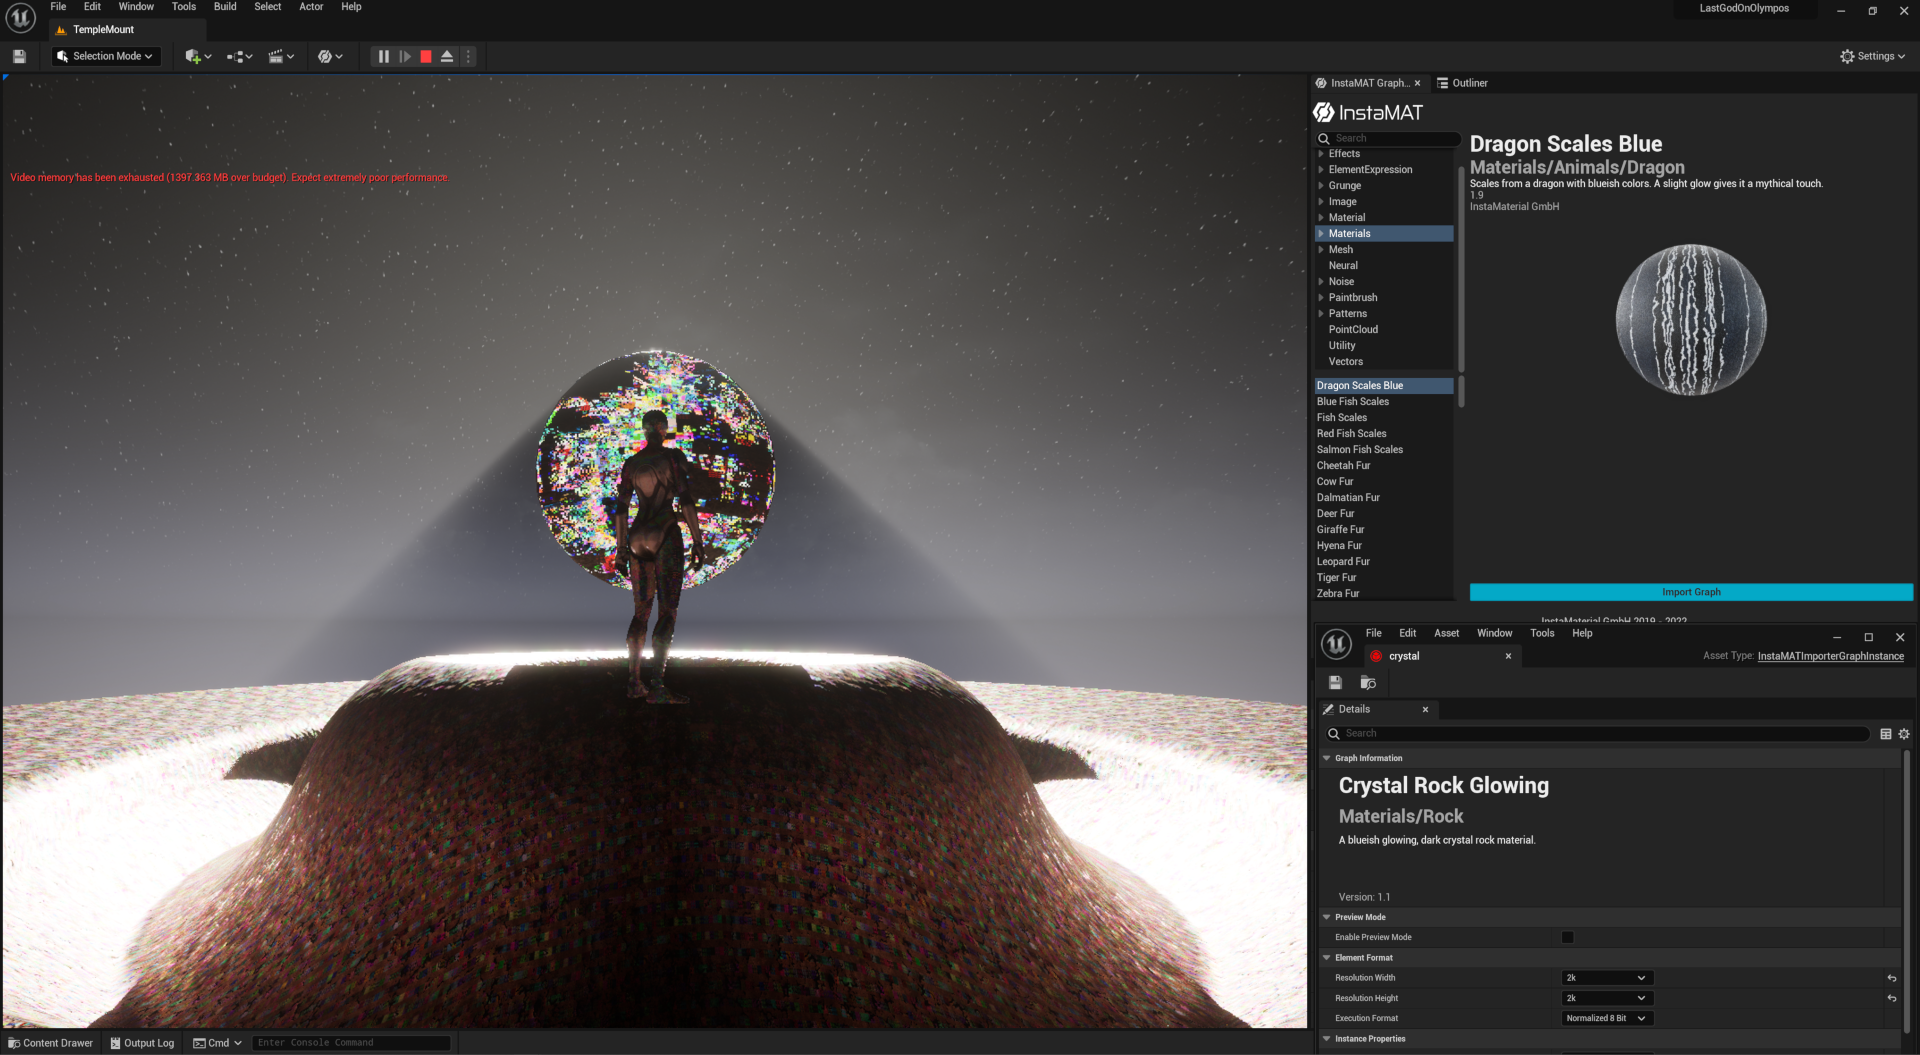 File Edit Window Tools Build Select Actor Help
LastGodOnOlympos
TempleMount
Selection Mode
Settings
Video memory has been exhausted (1397.363 MB over budget). Expect extremely poor performance.
InstaMAT Graph...
Outliner
InstaMAT
Search
Effects
ElementExpression
Grunge
Image
Material
Materials
Mesh
Neural
Noise
Paintbrush
Patterns
PointCloud
Utility
Vectors
Dragon Scales Blue
Blue Fish Scales
Fish Scales
Red Fish Scales
Salmon Fish Scales
Cheetah Fur
Cow Fur
Dalmatian Fur
Deer Fur
Giraffe Fur
Hyena Fur
Leopard Fur
Tiger Fur
Zebra Fur
Dragon Scales Blue
Materials/Animals/Dragon
Scales from a dragon with blueish colors. A slight glow gives it a mythical touch.
1.9
InstaMaterial GmbH
Import Graph
InstaMaterial GmbH 2019 - 2022
File Edit Asset Window Tools Help
crystal
Asset Type: InstaMATImporterGraphInstance
Details
Search
Graph Information
Crystal Rock Glowing
Materials/Rock
A blueish glowing, dark crystal rock material.
Version: 1.1
Preview Mode
Enable Preview Mode
Element Format
Resolution Width 2k
Resolution Height 2k
Execution Format Normalized 8 Bit
Instance Properties
Content Drawer
Output Log
Cmd
Enter Console Command